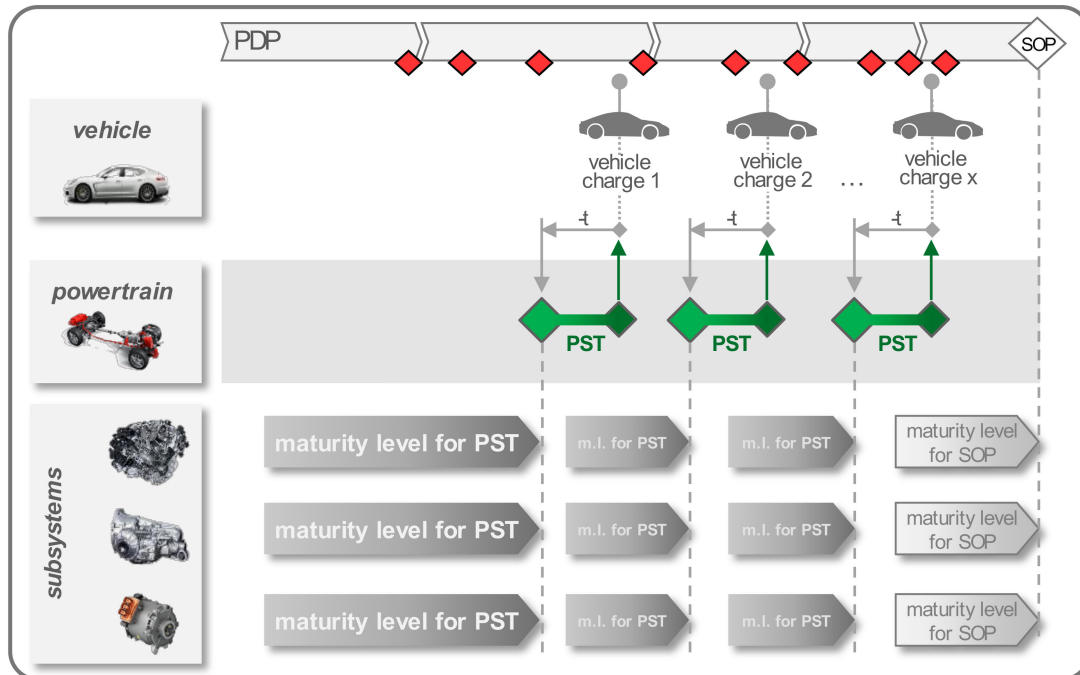 PDP
SOP
vehicle
vehicle
charge 1
vehicle
charge 2
...
vehicle
charge x
-t
-t
-t
powertrain
PST
PST
PST
subsystems
maturity level for PST
m.l. for PST
m.l. for PST
maturity level
for SOP
maturity level for PST
m.l. for PST
m.l. for PST
maturity level
for SOP
maturity level for PST
m.l. for PST
m.l. for PST
maturity level
for SOP